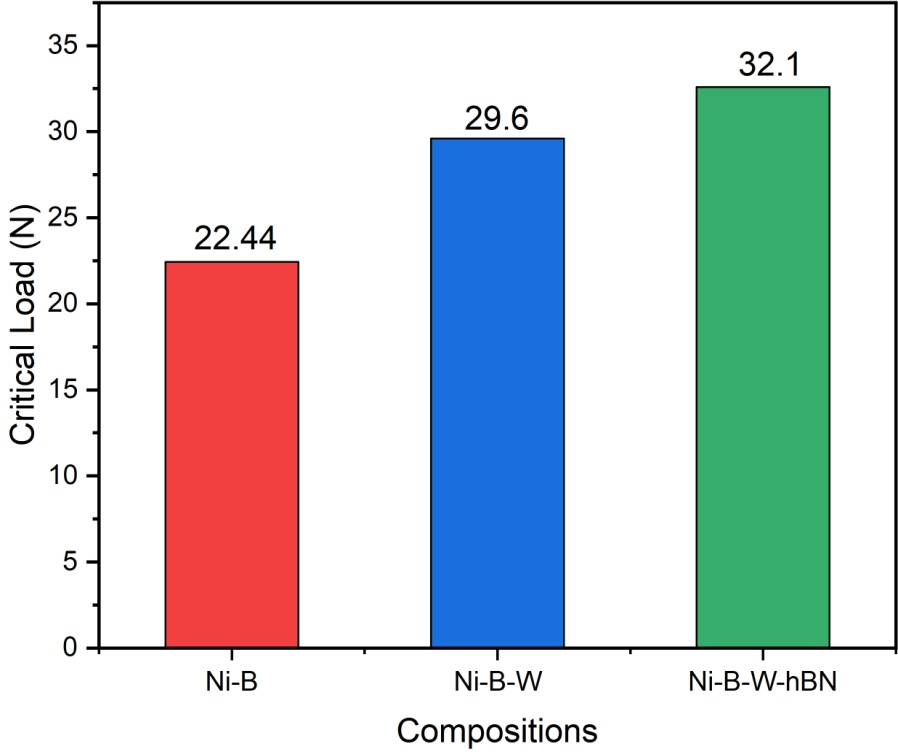 35
30
25
20
15
10
5
0
Critical Load (N)
22.44
29.6
32.1
Ni-B
Ni-B-W
Ni-B-W-hBN
Compositions